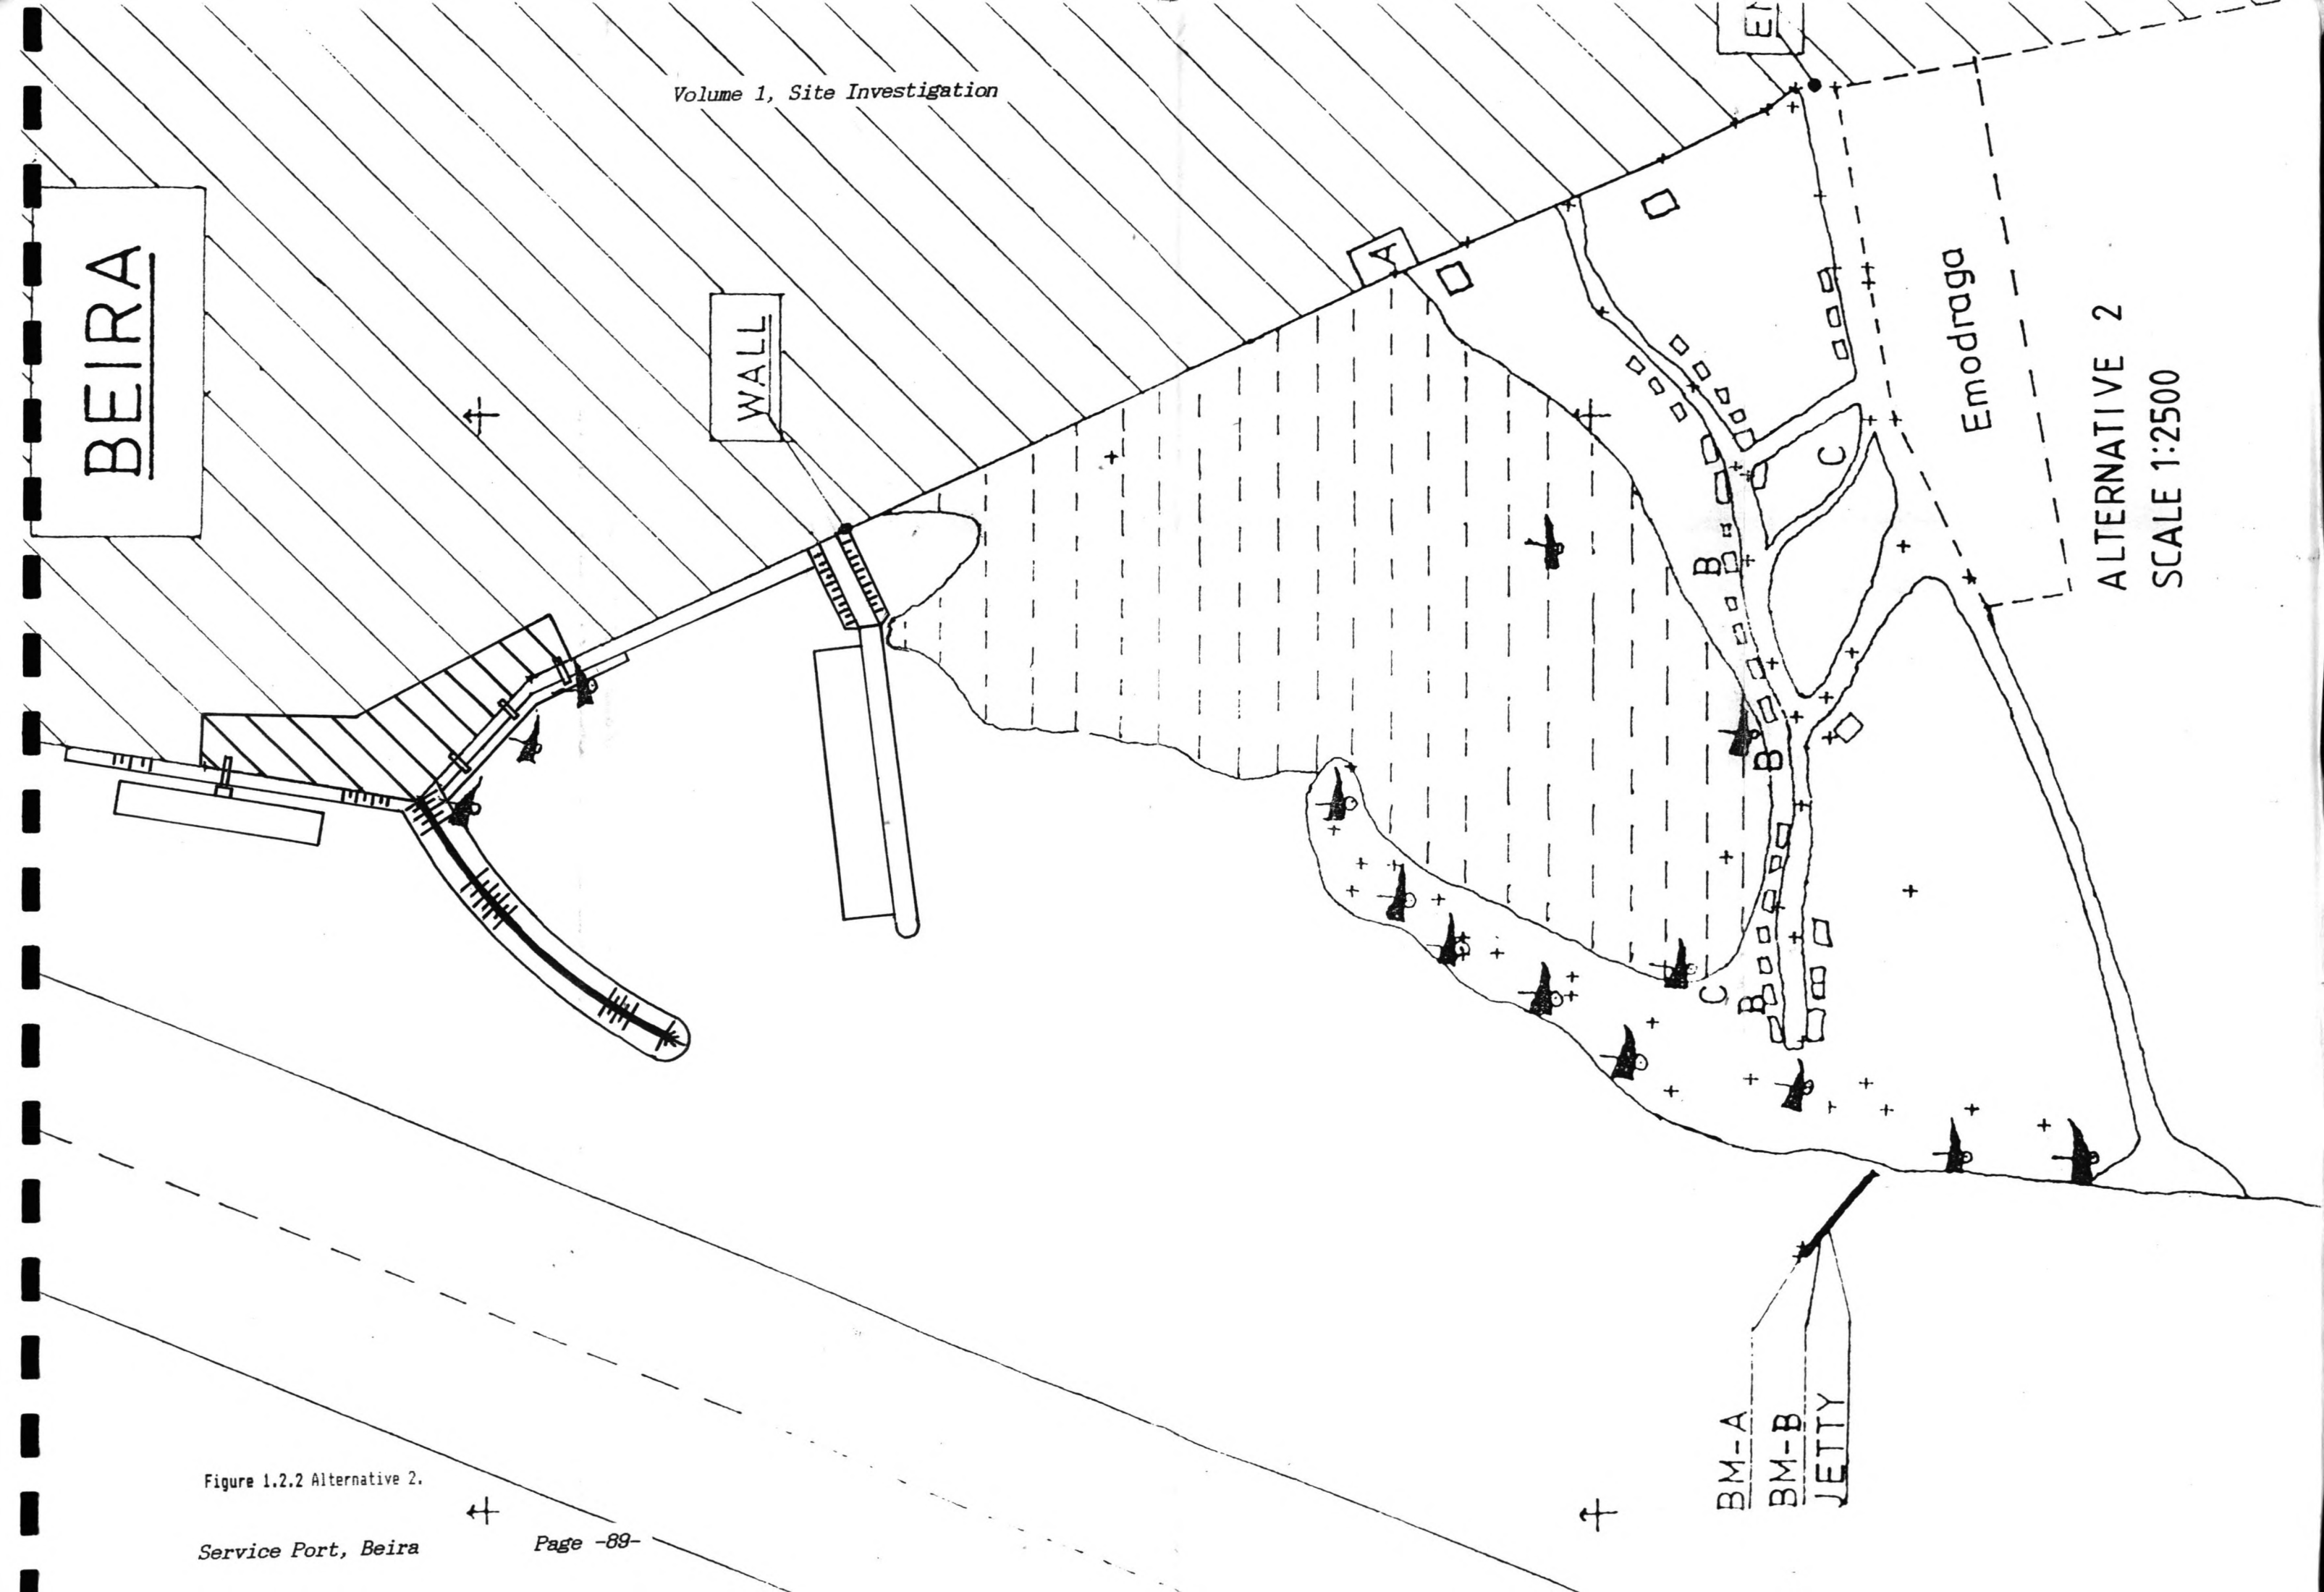 Volume 1, Site Investigation
BEIRA
WALL
A
Emodraga
ALTERNATIVE 2
SCALE 1:2500
C
B
B
C
B
BM-A
BM-B
JETTY
Figure 1.2.2 Alternative 2.
Service Port, Beira
Page -89-